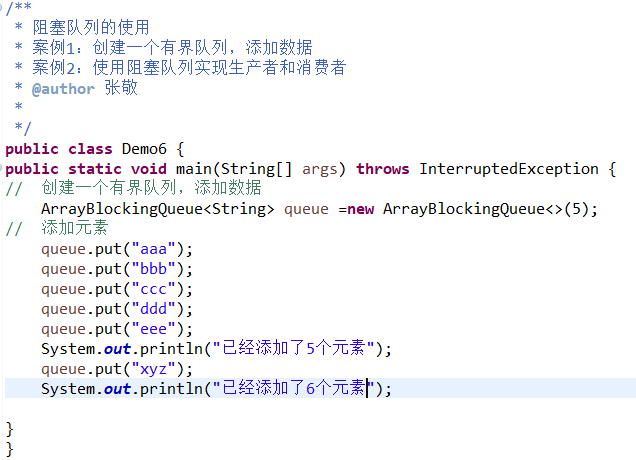 /**
 * 阻塞队列的使用
 * 案例1：创建一个有界队列，添加数据
 * 案例2：使用阻塞队列实现生产者和消费者
 * @author 张敬
 *
 */
public class Demo6 {
public static void main(String[] args) throws InterruptedException {
//  创建一个有界队列，添加数据
    ArrayBlockingQueue<String> queue =new ArrayBlockingQueue<>(5);
//  添加元素
    queue.put("aaa");
    queue.put("bbb");
    queue.put("ccc");
    queue.put("ddd");
    queue.put("eee");
    System.out.println("已经添加了5个元素");
    queue.put("xyz");
    System.out.println("已经添加了6个元素");
}
}